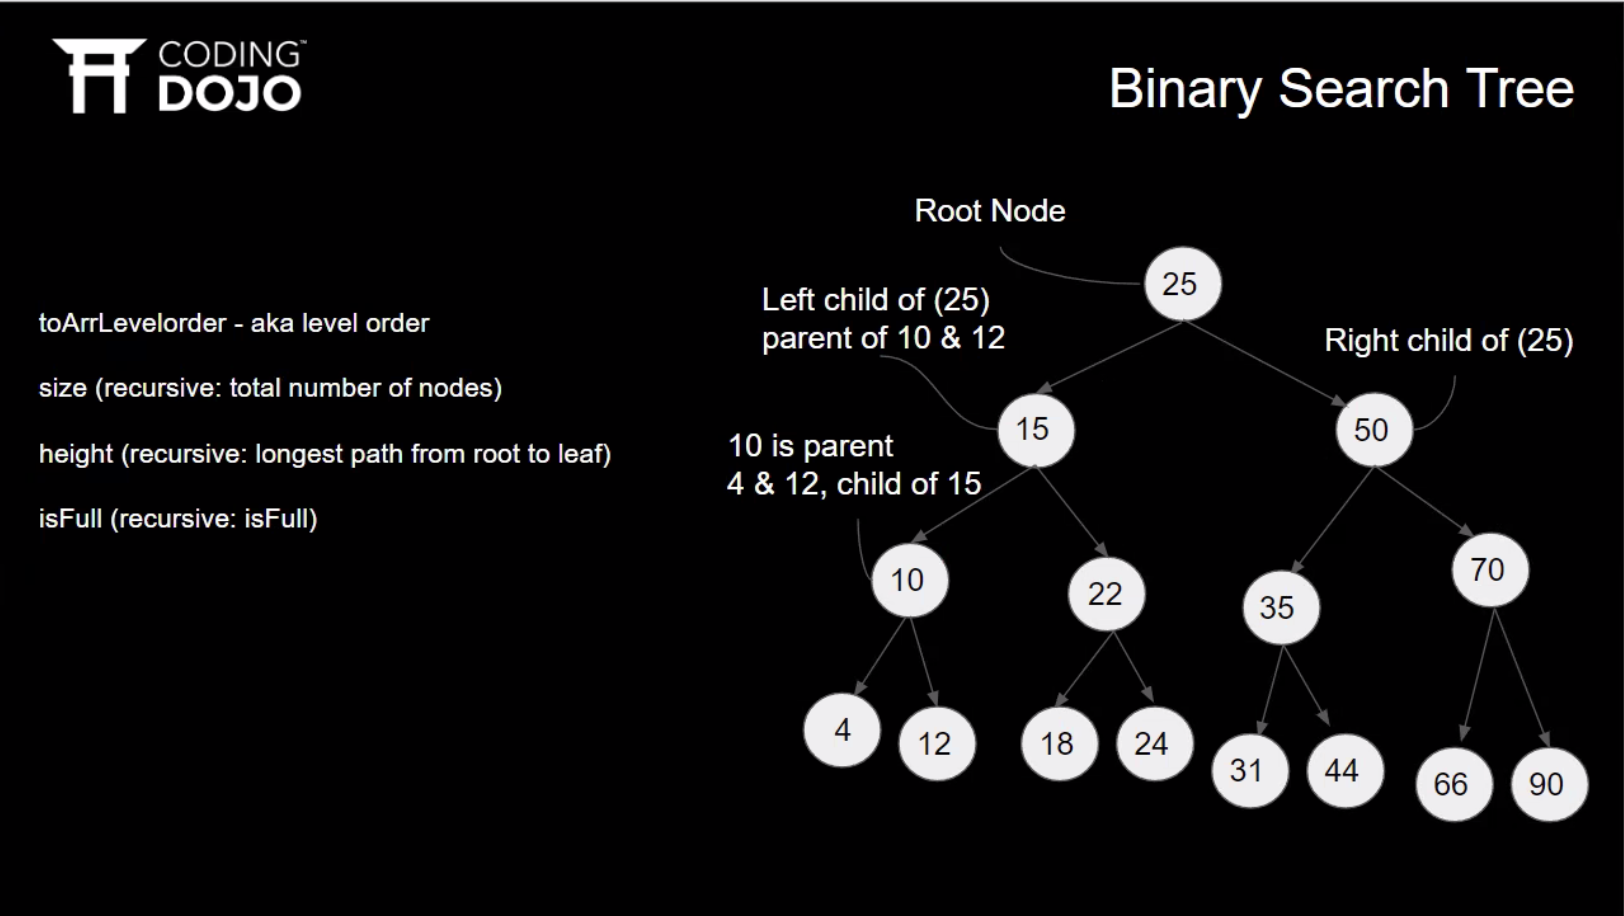 CODING™
DOJO
Binary Search Tree
toArrLevelorder - aka level order
size (recursive: total number of nodes)
height (recursive: longest path from root to leaf)
isFull (recursive: isFull)
Root Node
25
Left child of (25)
parent of 10 & 12
Right child of (25)
15
50
10 is parent
4 & 12, child of 15
10
22
35
70
4
12
18
24
31
44
66
90